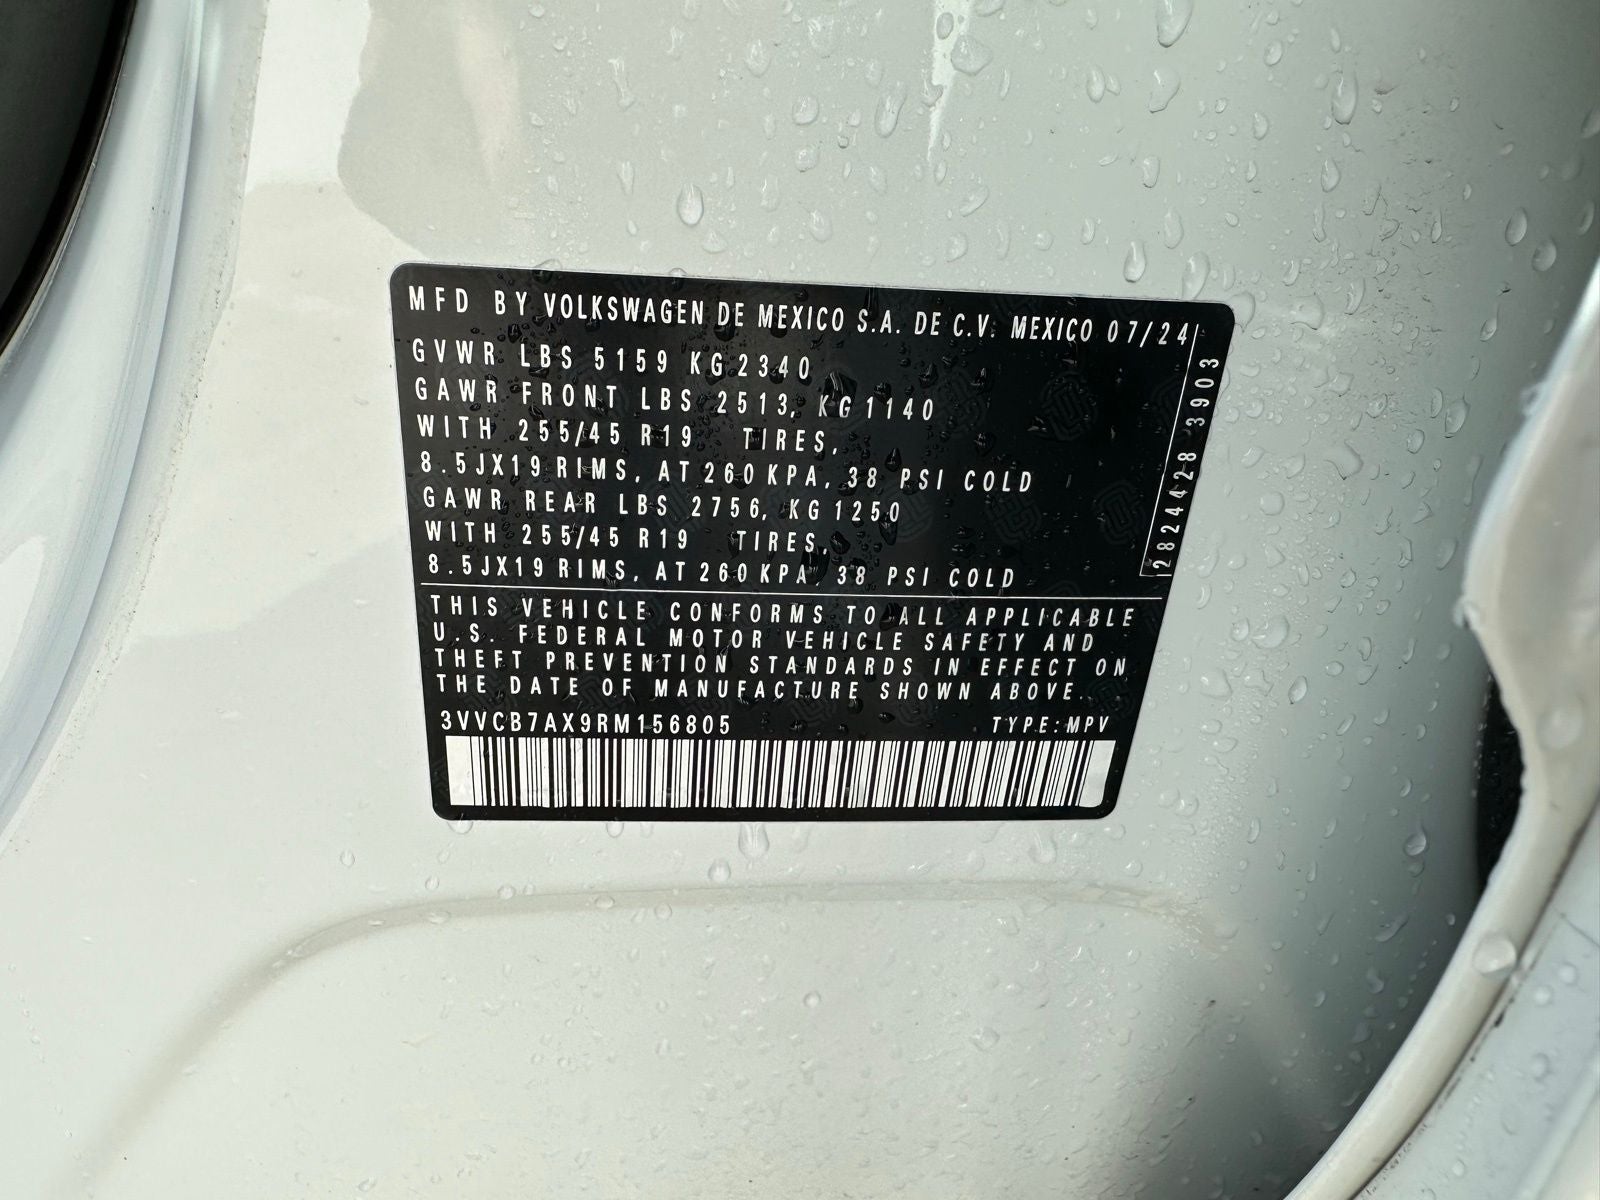 MFD BY VOLKSWAGEN DE MEXICO S.A. DE C.V. MEXICO 07/24
GVWR LBS 5159 KG 2340
GAWR FRONT LBS 2513, KG 1140
WITH 255/45 R19 TIRES,
8.5JX19 RIMS, AT 260 KPA, 38 PSI COLD
GAWR REAR LBS 2756, KG 1250
WITH 255/45 R19 TIRES,
8.5JX19 RIMS, AT 260 KPA, 38 PSI COLD
2824428 3903
THIS VEHICLE CONFORMS TO ALL APPLICABLE
U.S. FEDERAL MOTOR VEHICLE SAFETY AND
THEFT PREVENTION STANDARDS IN EFFECT ON
THE DATE OF MANUFACTURE SHOWN ABOVE.
3VVCB7AX9RM156805 TYPE:MPV